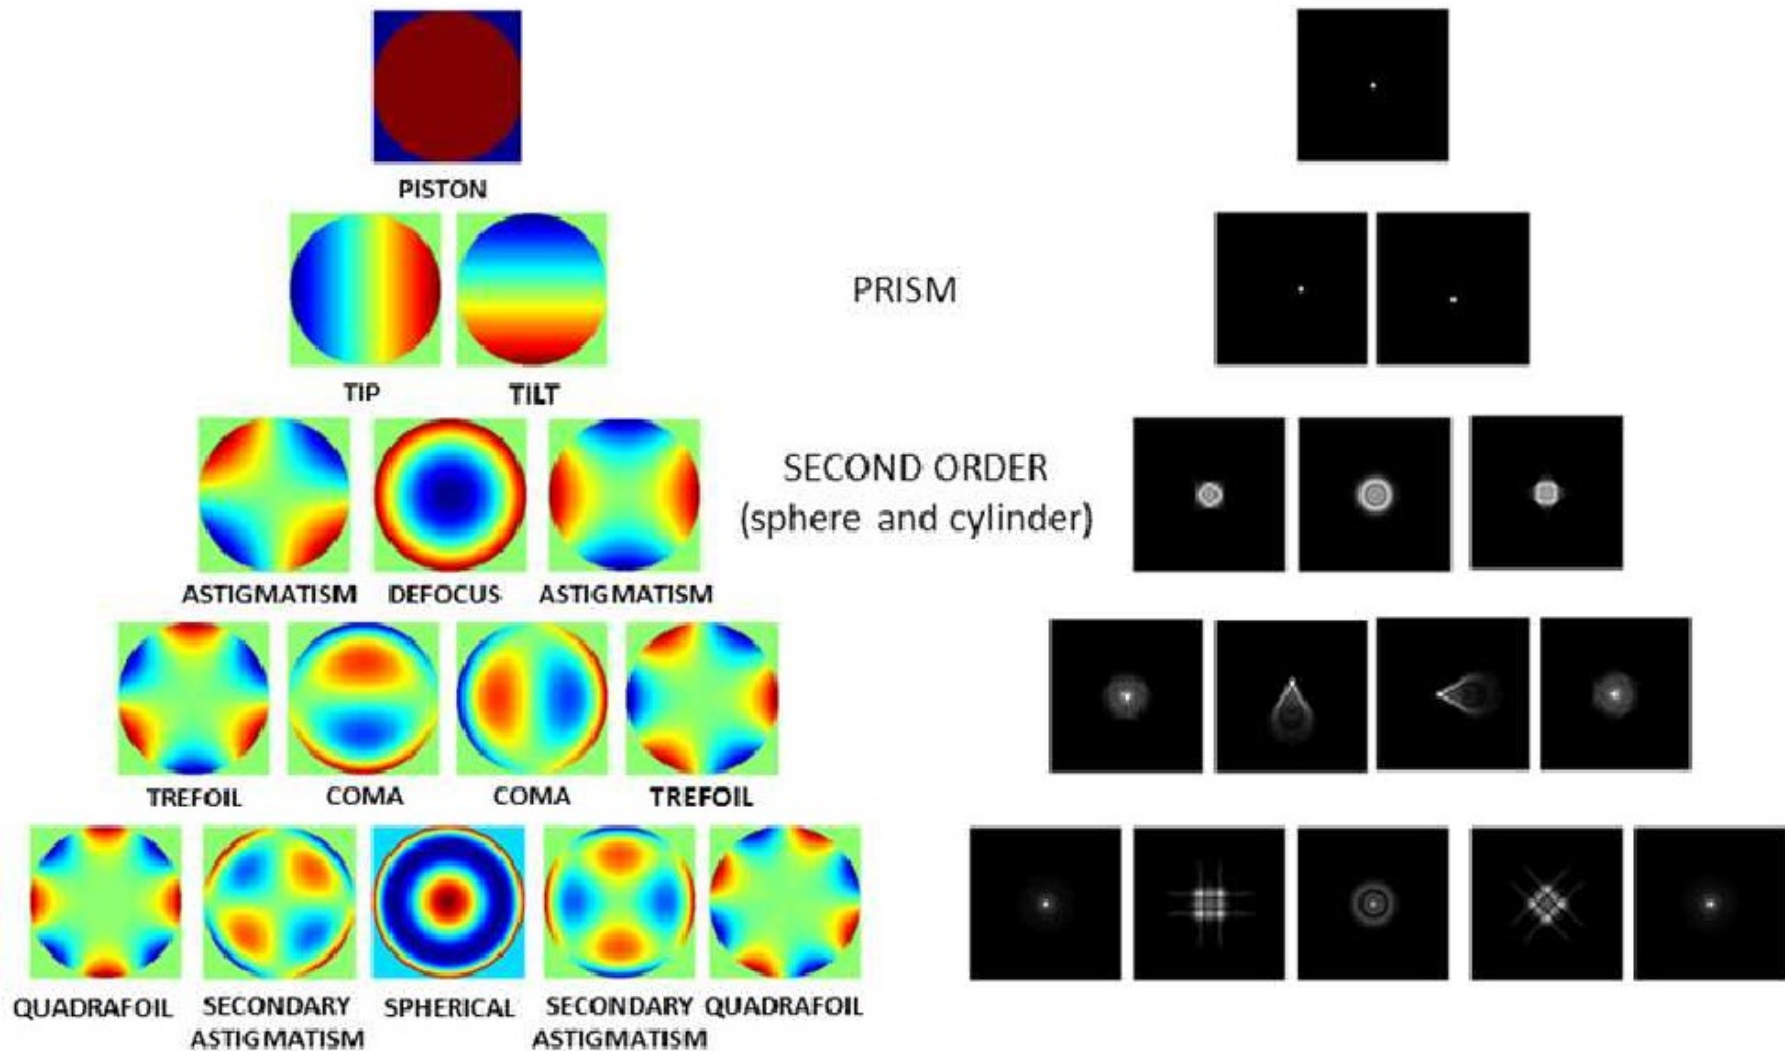 PISTON
PRISM
TIP TILT
SECOND ORDER
(sphere and cylinder)
ASTIGMATISM DEFOCUS ASTIGMATISM
TREFOIL COMA COMA TREFOIL
QUADRAFOIL SECONDARY SPHERICAL SECONDARY QUADRAFOIL
ASTIGMATISM ASTIGMATISM